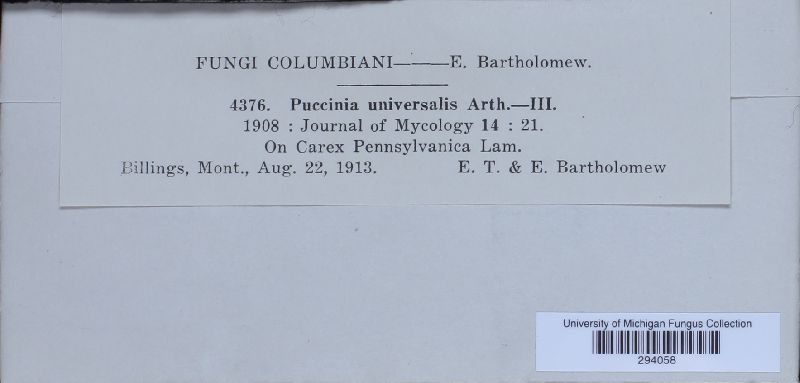 FUNGI COLUMBIANI———E. Bartholomew.
4376. Puccinia universalis Arth.—III.
1908 : Journal of Mycology 14 : 21.
On Carex Pennsylvanica Lam.
Billings, Mont., Aug. 22, 1913. E. T. & E. Bartholomew
University of Michigan Fungus Collection
294058